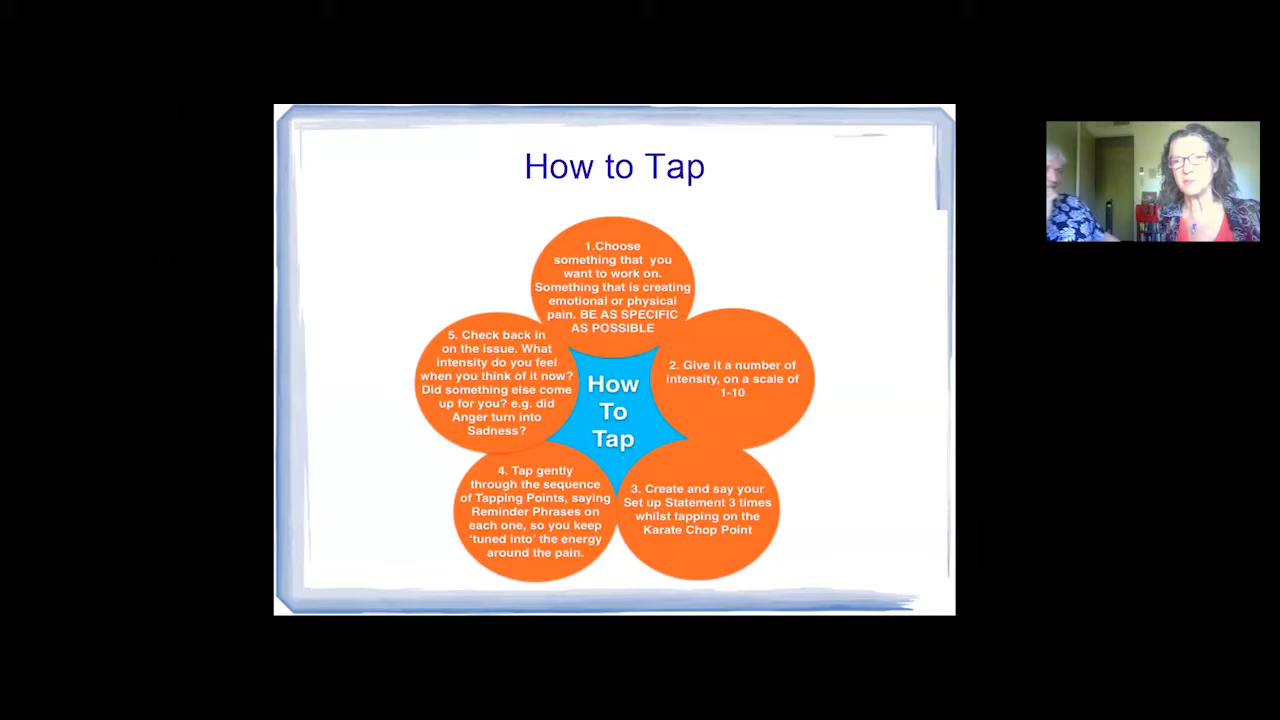 How to Tap
1.Choose
something that you
want to work on.
Something that is creating
emotional or physical
pain. BE AS SPECIFIC
AS POSSIBLE
2. Give it a number of
intensity, on a scale of
1-10
3. Create and say your
Set up Statement 3 times
whilst tapping on the
Karate Chop Point
4. Tap gently
through the sequence
of Tapping Points, saying
Reminder Phrases on
each one, so you keep
‘tuned into’ the energy
around the pain.
5. Check back in
on the issue. What
intensity do you feel
when you think of it now?
Did something else come
up for you? e.g. did
Anger turn into
Sadness?
How
To
Tap